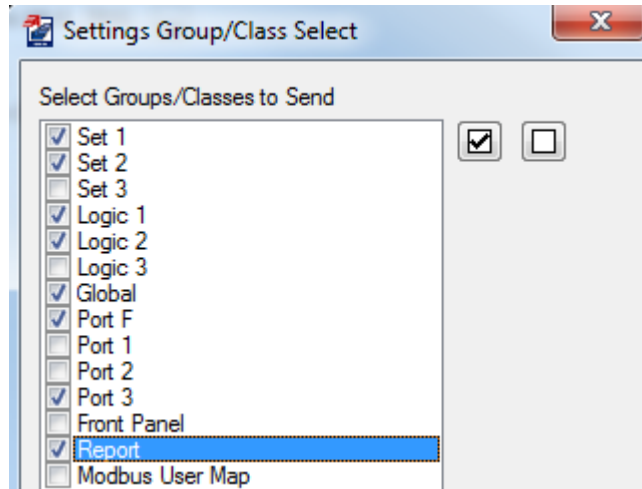 Settings Group/Class Select
Select Groups/Classes to Send
Set 1
Set 2
Set 3
Logic 1
Logic 2
Logic 3
Global
Port F
Port 1
Port 2
Port 3
Front Panel
Report
Modbus User Map